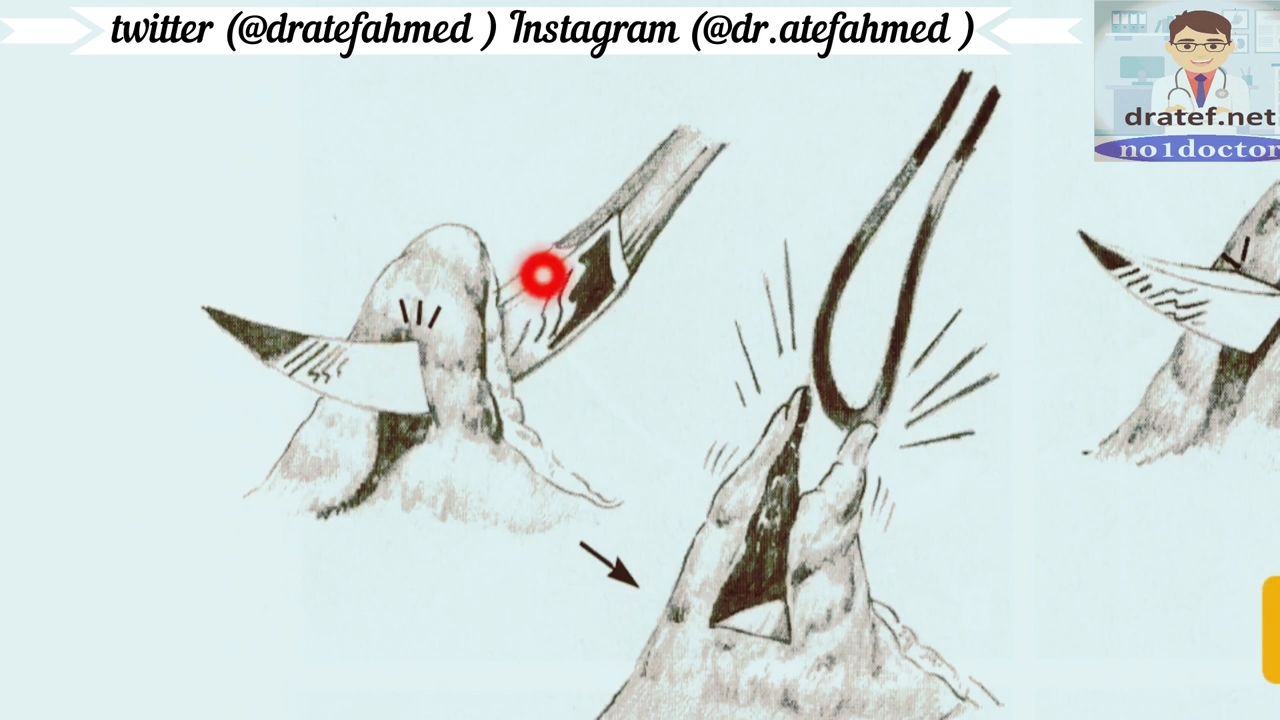 twitter (@dratefahmed ) Instagram (@dr.atefahmed )
dratef.net
no1doctor